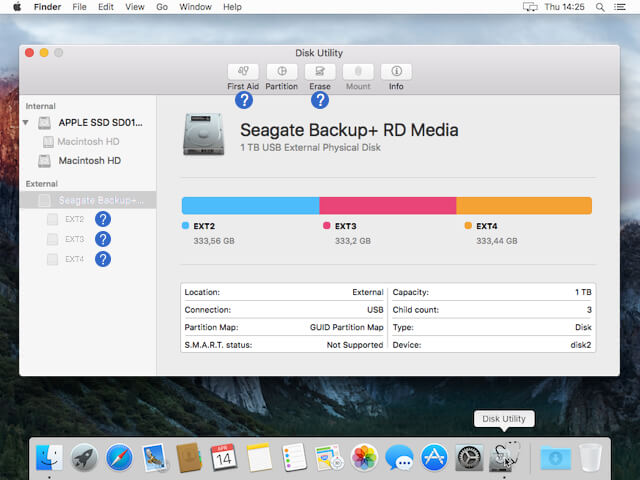 Finder File Edit View Go Window Help Thu 14:25
Disk Utility
First Aid Partition Erase Mount Info
? ?
Internal
APPLE SSD SD01...
Macintosh HD
Macintosh HD
External
Seagate Backup+...
EXT2 ?
EXT3 ?
EXT4 ?
Seagate Backup+ RD Media
1 TB USB External Physical Disk
EXT2 EXT3 EXT4
333,56 GB 333,2 GB 333,44 GB
Location: External Capacity: 1 TB
Connection: USB Child count: 3
Partition Map: GUID Partition Map Type: Disk
S.M.A.R.T. status: Not Supported Device: disk2
Disk Utility
APR
14